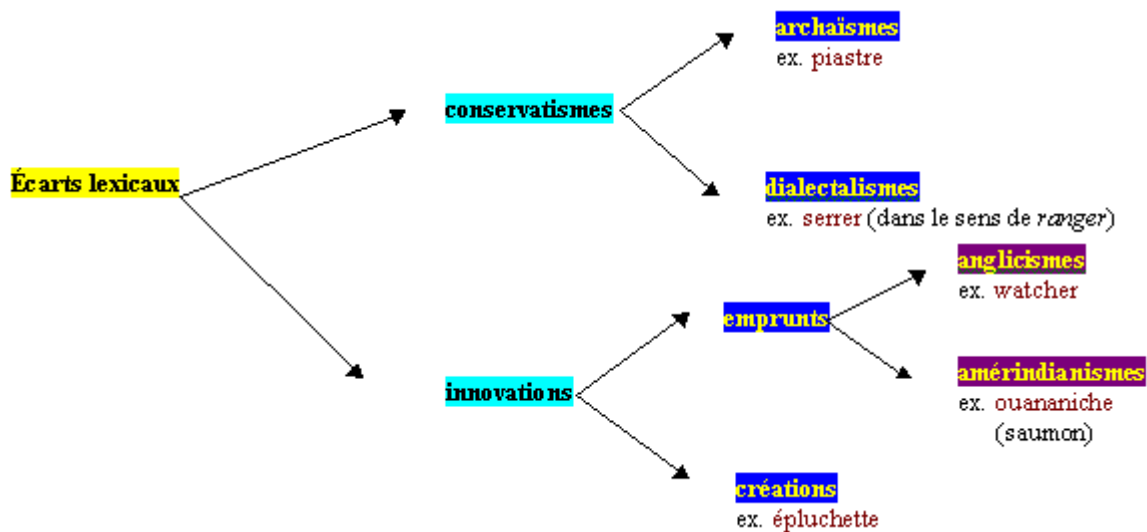 archaïsmes
ex. piastre
conservatismes
Écarts lexicaux
dialectalismes
ex. serrer (dans le sens de ranger)
anglicismes
ex. watcher
emprunts
amérindianismes
ex. ouananiche
(saumon)
innovations
créations
ex. épluchette